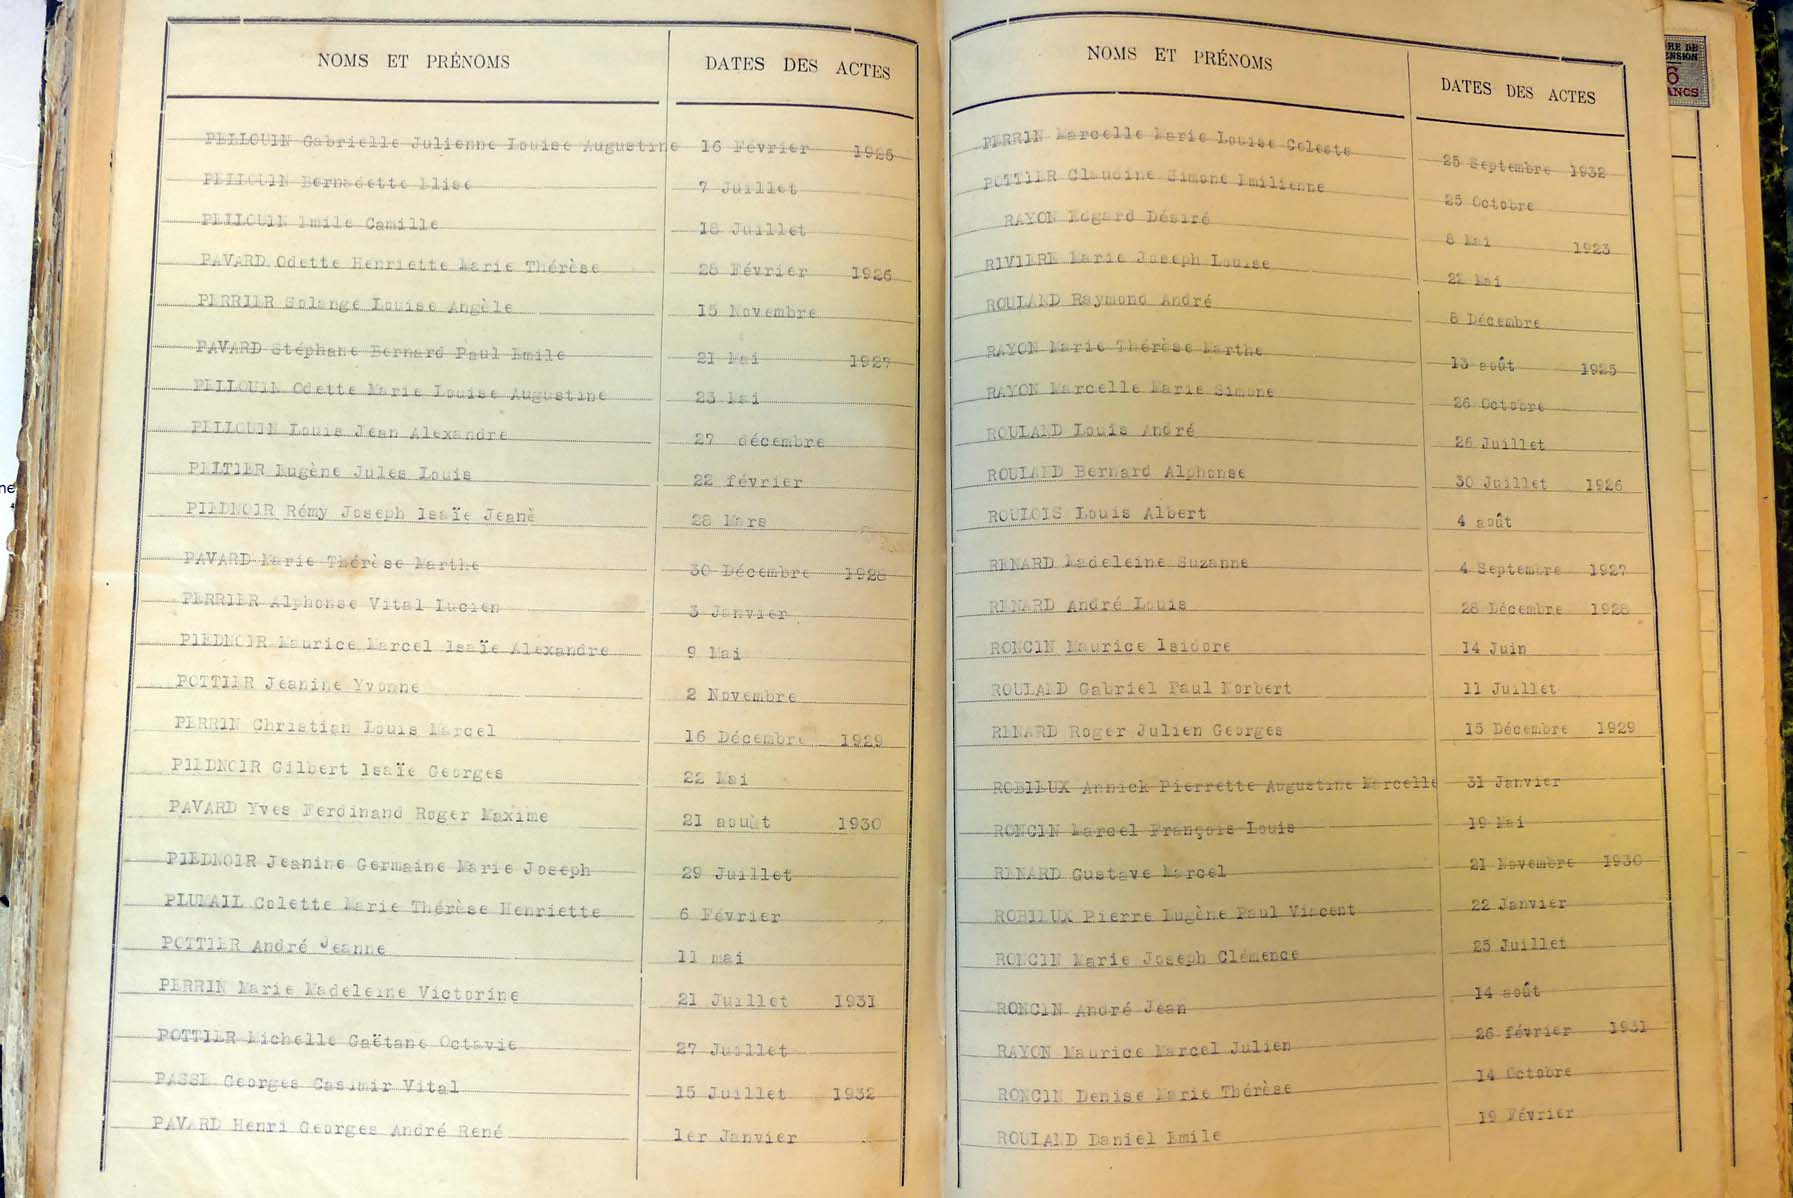 NOMS ET PRÉNOMS DATES DES ACTES
PELLOUIN Gabrielle Julienne Louise Augustine 16 Février 1925
PELLOUIN Bernadette Elise 7 Juillet
PELLOUIN Emile Camille 18 Juillet
PAVARD Odette Henriette Marie Thérèse 28 Février 1926
PERRIER Solange Louise Angèle 15 Novembre
PAVARD Stéphane Bernard Paul Emile 21 Mai 1927
PELLOUIN Odette Marie Louise Augustine 23 Mai
PELLOUIN Louis Jean Alexandre 27 décembre
PELTIER Eugène Jules Louis 22 février
PIEDNOIR Rémy Joseph Isaïe Jeanè 28 Mars
PAVARD Marie Thérèse Marthe 30 Décembre 1928
PERRIER Alphonse Vital Lucien 3 Janvier
PIEDNOIR Maurice Marcel Isaïe Alexandre 9 Mai
POTTIER Jeanine Yvonne 2 Novembre
PERRIN Christian Louis Marcel 16 Décembre 1929
PIEDNOIR Gilbert Isaïe Georges 22 Mai
PAVARD Yves Ferdinand Roger Maxime 21 aouùt 1930
PIEDNOIR Jeanine Germaine Marie Joseph 29 Juillet
PLUMAIL Colette Marie Thérèse Henriette 6 Février
POTTIER André Jeanne 11 mai
PERRIN Marie Madeleine Victorine 21 Juillet 1931
POTTIER Michelle Gaëtane Octavie 27 Juillet
PASSE Georges Casimir Vital 15 Juillet 1932
PAVARD Henri Georges André René 1er Janvier
NOMS ET PRÉNOMS DATES DES ACTES
PERRIN Marcelle Marie Louise Celeste 25 Septembre 1932
POTTIER Claudine Simone Emilienne 25 Octobre
RAYON Edgard Désiré 8 Mai 1923
RIVIERE Marie Joseph Louise 22 Mai
ROULAND Raymond André 8 Décembre
RAYON Marie Thérèse Marthe 13 août 1925
RAYON Marcelle Marie Simone 26 Octobre
ROULAND Louis André 26 Juillet
ROULAND Bernard Alphonse 30 Juillet 1926
ROULOIS Louis Albert 4 août
RENARD Madeleine Suzanne 4 Septembre 1927
RENARD André Louis 28 Décembre 1928
RONCIN Maurice Isidore 14 Juin
ROULAND Gabriel Paul Norbert 11 Juillet
RENARD Roger Julien Georges 15 Décembre 1929
ROBIEUX Annick Pierrette Augustine Marcelle 31 Janvier
RONCIN Marcel François Louis 19 Mai
RENARD Gustave Marcel 21 Novembre 1930
ROBIEUX Pierre Eugène Paul Vincent 22 Janvier
RONCIN Marie Joseph Clémence 25 Juillet
RONCIN André Jean 14 août
RAYON Maurice Marcel Julien 26 février 1931
RONCIN Denise Marie Thérèse 14 Octobre
ROULAND Daniel Emile 19 Février
RE DE
ENSION
6
ANCS
ne